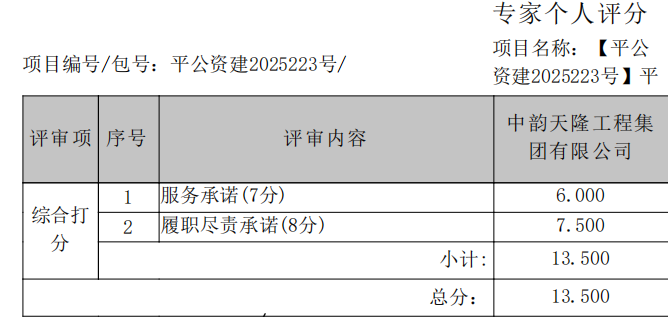 专家个人评分
项目编号/包号：平公资建2025223号/
项目名称：【平公
资建2025223号】平
评审项 序号 评审内容 中韵天隆工程集
团有限公司
综合打
分
1 服务承诺(7分) 6.000
2 履职尽责承诺(8分) 7.500
小计: 13.500
总分： 13.500